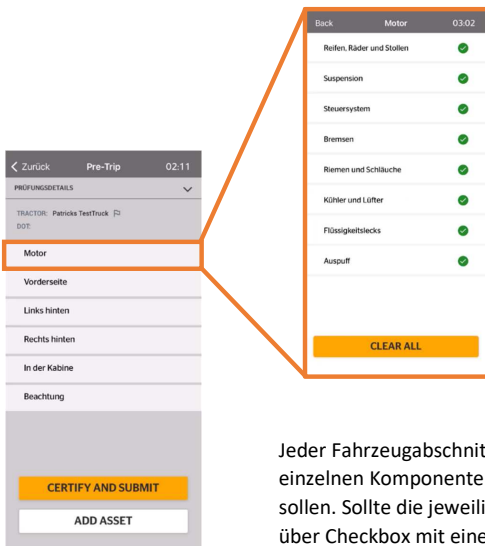 Back Motor 03:02
Reifen, Räder und Stollen
Suspension
Steuersystem
Bremsen
Riemen und Schläuche
Kühler und Lüfter
Flüssigkeitslecks
Auspuff
CLEAR ALL
Zurück Pre-Trip 02:11
PRÜFUNGSDETAILS
TRACTOR: Patricks TestTruck
DOT:
Motor
Vorderseite
Links hinten
Rechts hinten
In der Kabine
Beachtung
CERTIFY AND SUBMIT
ADD ASSET
Jeder Fahrzeugabschnit
einzelnen Komponente
sollen. Sollte die jeweili
über Checkbox mit eine